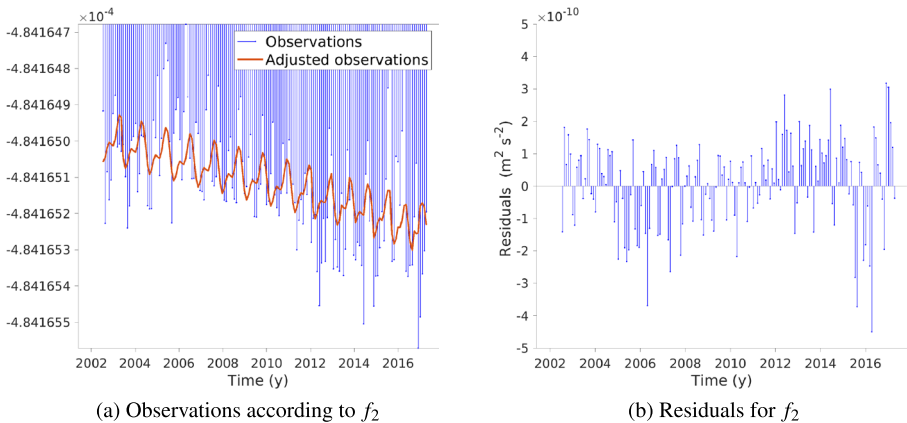 ×10⁻⁴
-4.841647
-4.841648
-4.841649
-4.841650
-4.841651
-4.841652
-4.841653
-4.841654
-4.841655
Observations
Adjusted observations
2002 2004 2006 2008 2010 2012 2014 2016
Time (y)
(a) Observations according to f₂
×10⁻¹⁰
5
4
3
2
1
0
-1
-2
-3
-4
-5
Residuals (m² s⁻²)
2002 2004 2006 2008 2010 2012 2014 2016
Time (y)
(b) Residuals for f₂